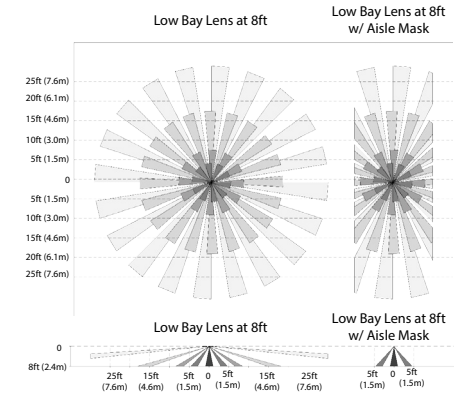 Low Bay Lens at 8ft
Low Bay Lens at 8ft
w/ Aisle Mask
25ft (7.6m)
20ft (6.1m)
15ft (4.6m)
10ft (3.0m)
5ft (1.5m)
0
5ft (1.5m)
10ft (3.0m)
15ft (4.6m)
20ft (6.1m)
25ft (7.6m)
Low Bay Lens at 8ft
Low Bay Lens at 8ft
w/ Aisle Mask
0
8ft (2.4m)
25ft 15ft 5ft 0 5ft 15ft 25ft
(7.6m) (4.6m) (1.5m) (1.5m) (4.6m) (7.6m)
5ft 0 5ft
(1.5m) (1.5m)